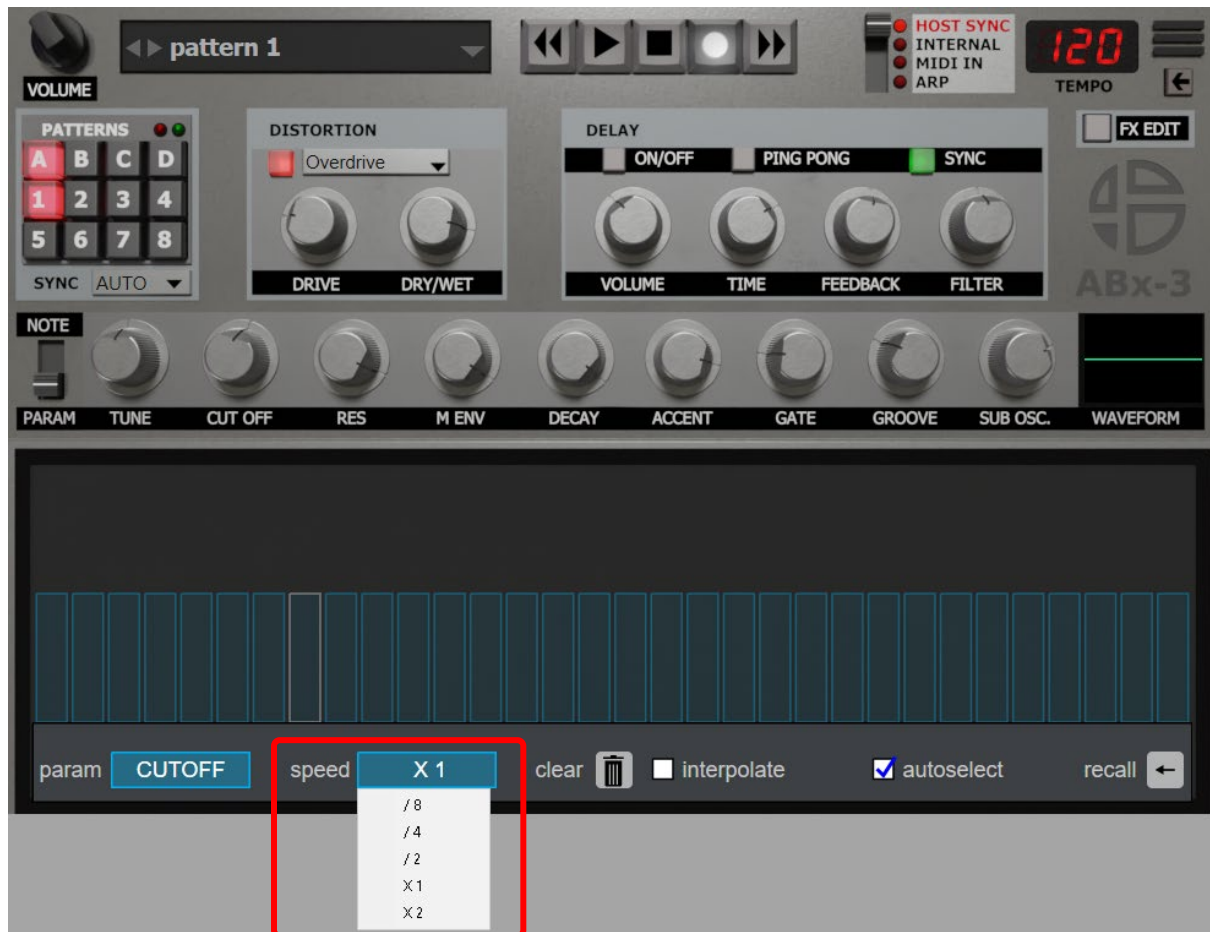 pattern 1
HOST SYNC
INTERNAL
MIDI IN
ARP
120
TEMPO
VOLUME
PATTERNS
A B C D
1 2 3 4
5 6 7 8
SYNC AUTO
DISTORTION
Overdrive
DRIVE DRY/WET
DELAY
ON/OFF PING PONG SYNC
VOLUME TIME FEEDBACK FILTER
FX EDIT
ABx-3
NOTE
PARAM TUNE CUT OFF RES M ENV DECAY ACCENT GATE GROOVE SUB OSC. WAVEFORM
param CUTOFF speed X 1 clear interpolate autoselect recall
/ 8
/ 4
/ 2
X 1
X 2